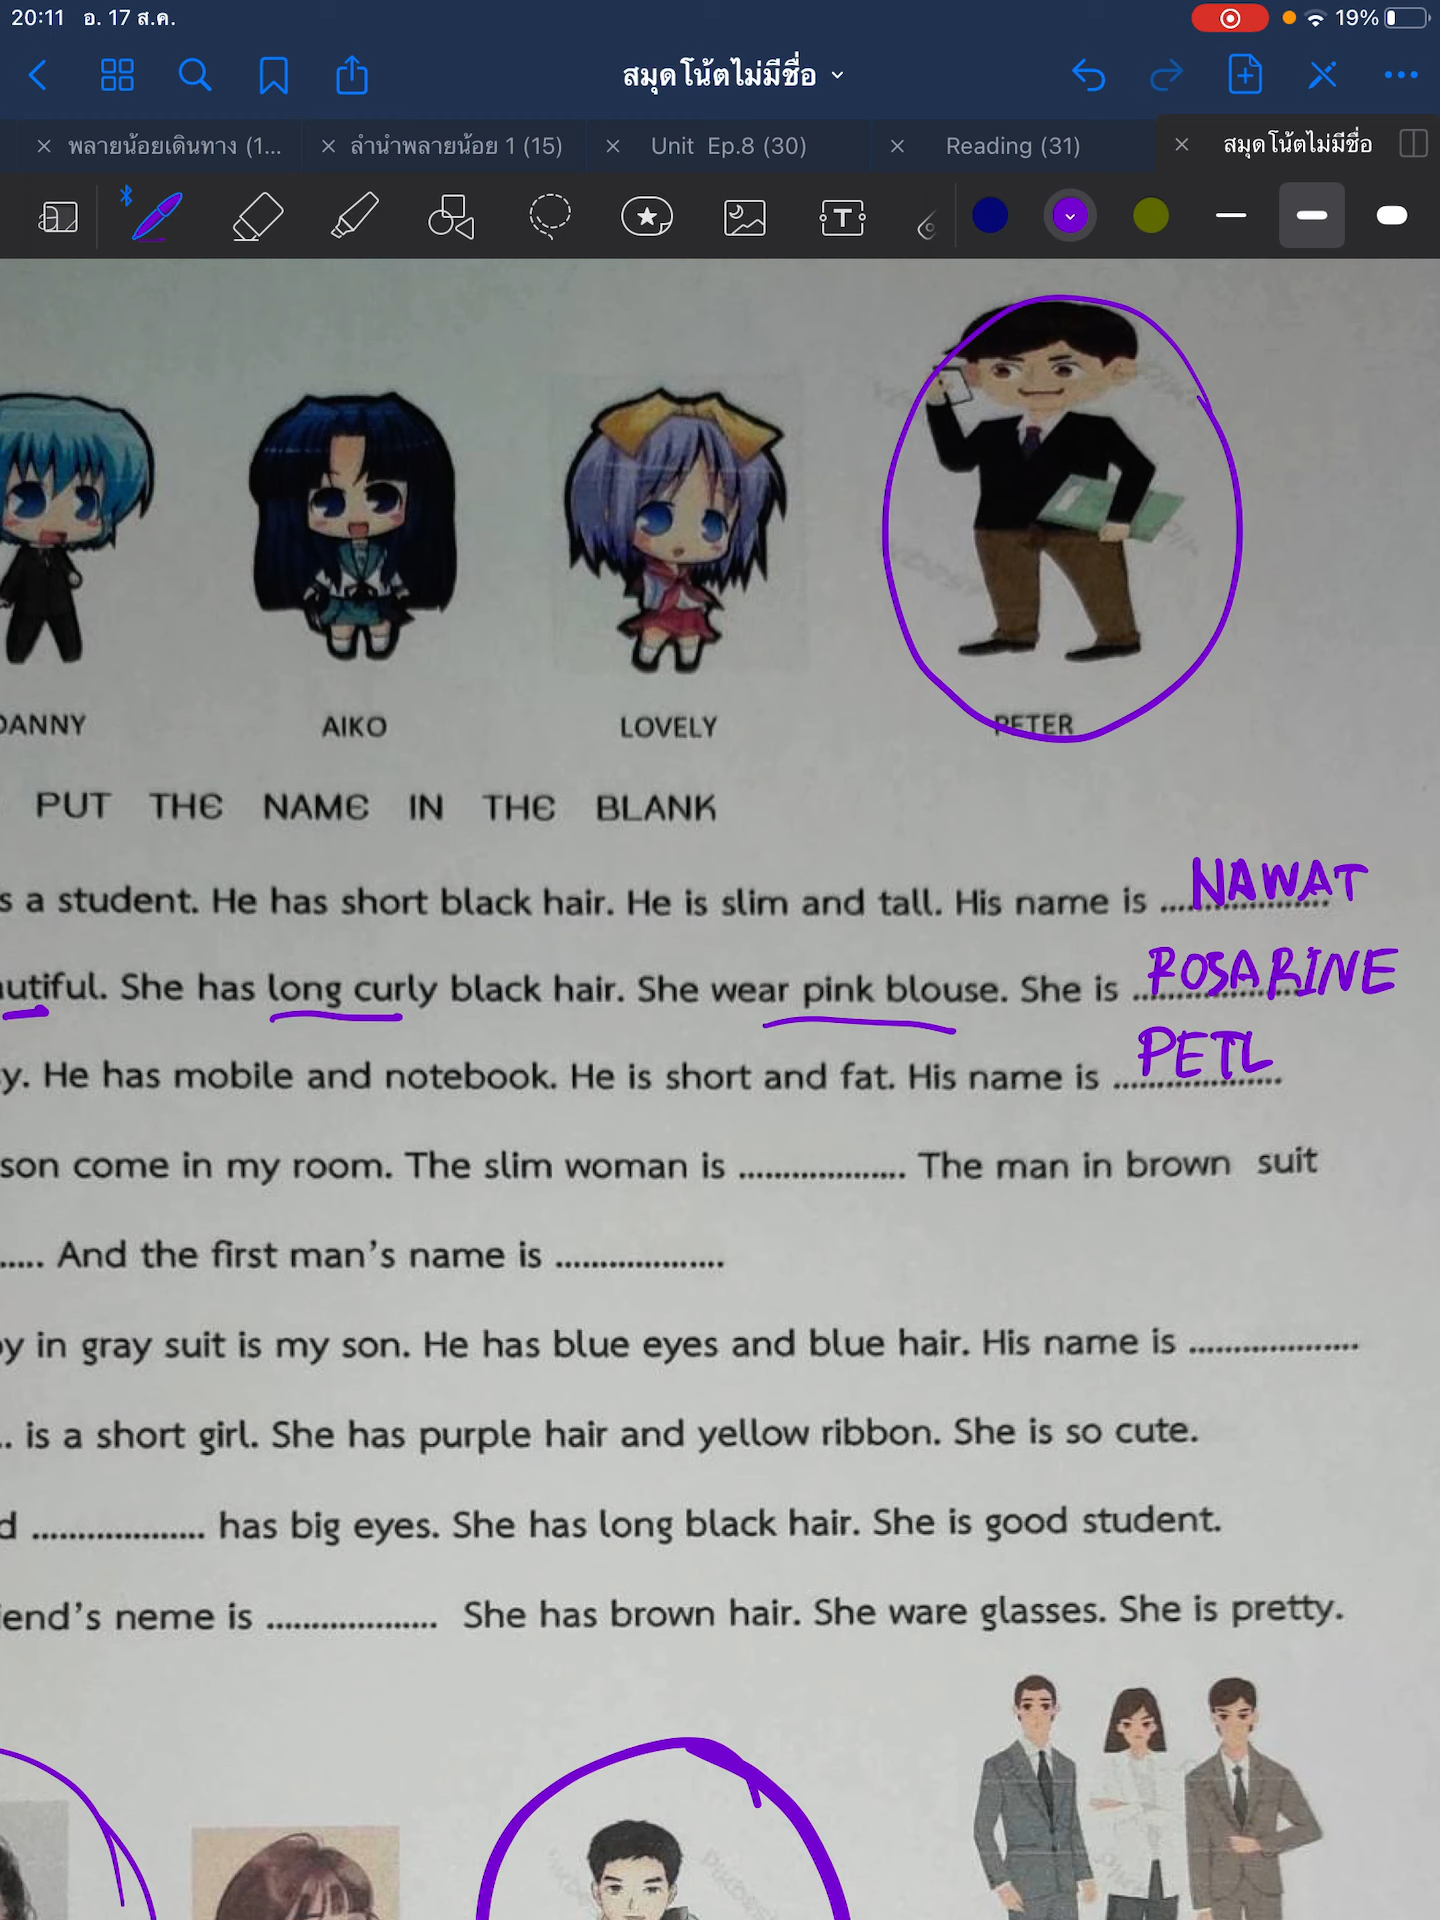 20:11 อ. 17 ส.ค. 19%
สมุดโน้ตไม่มีชื่อ
พลายน้อยเดินทาง (1... ลำนำพลายน้อย 1 (15) Unit Ep.8 (30) Reading (31) สมุดโน้ตไม่มีชื่อ
DANNY AIKO LOVELY PETER
PUT THE NAME IN THE BLANK
s a student. He has short black hair. He is slim and tall. His name is .... NAWAT
autiful. She has long curly black hair. She wear pink blouse. She is .... ROSARINE
y. He has mobile and notebook. He is short and fat. His name is .... PETL
son come in my room. The slim woman is ................... The man in brown suit
..... And the first man's name is ...................
y in gray suit is my son. He has blue eyes and blue hair. His name is ...................
.. is a short girl. She has purple hair and yellow ribbon. She is so cute.
d ................... has big eyes. She has long black hair. She is good student.
iend's neme is ................... She has brown hair. She ware glasses. She is pretty.